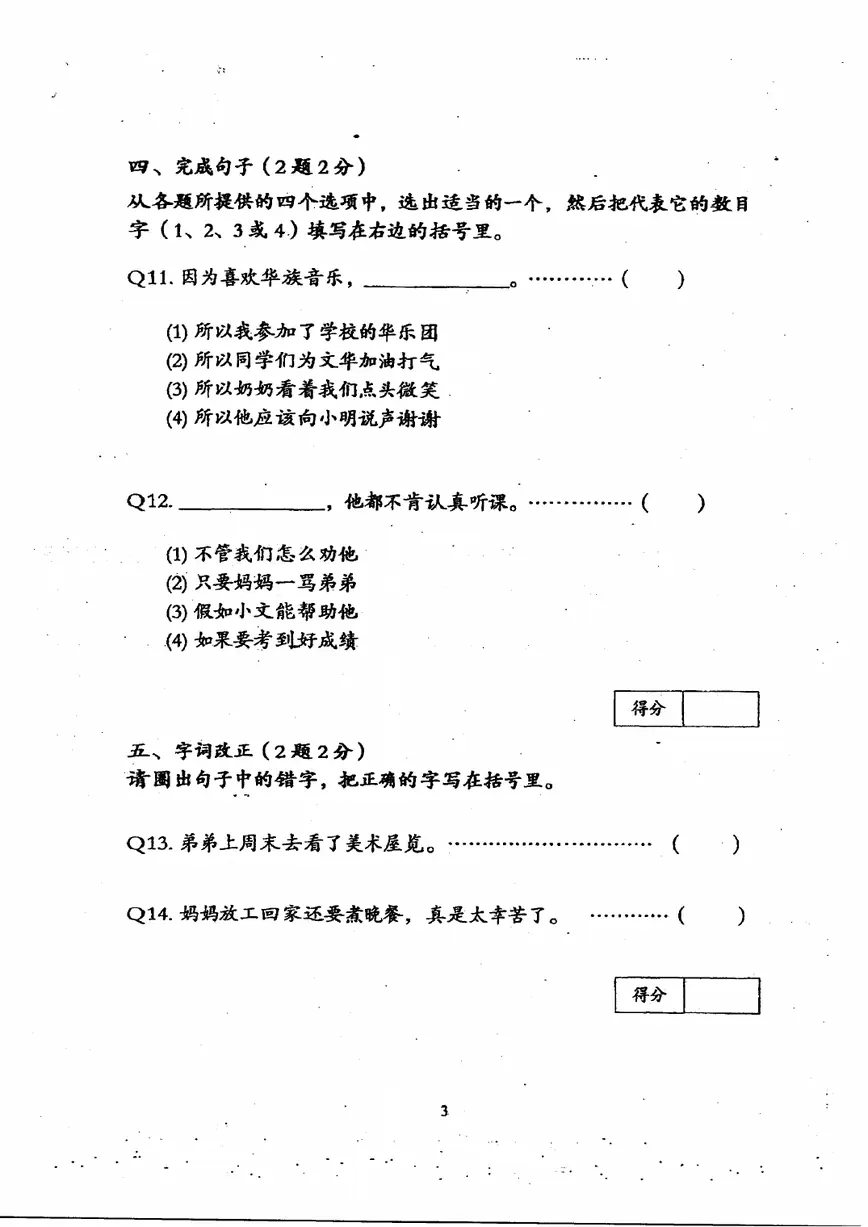 四、完成句子（2题2分）
从各题所提供的四个选项中，选出适当的一个，然后把代表它的数目
字（1、2、3或4）填写在右边的括号里。
Q11. 因为喜欢华族音乐，______________。…………（　　）
(1) 所以我参加了学校的华乐团
(2) 所以同学们为文华加油打气
(3) 所以奶奶看着我们点头微笑
(4) 所以他应该向小明说声谢谢
Q12. ______________，他都不肯认真听课。……………（　　）
(1) 不管我们怎么劝他
(2) 只要妈妈一骂弟弟
(3) 假如小文能帮助他
(4) 如果要考到好成绩
得分
五、字词改正（2题2分）
请圈出句子中的错字，把正确的字写在括号里。
Q13. 弟弟上周末去看了美术屋览。…………………………（　　）
Q14. 妈妈放工回家还要煮晚餐，真是太幸苦了。…………（　　）
得分
3